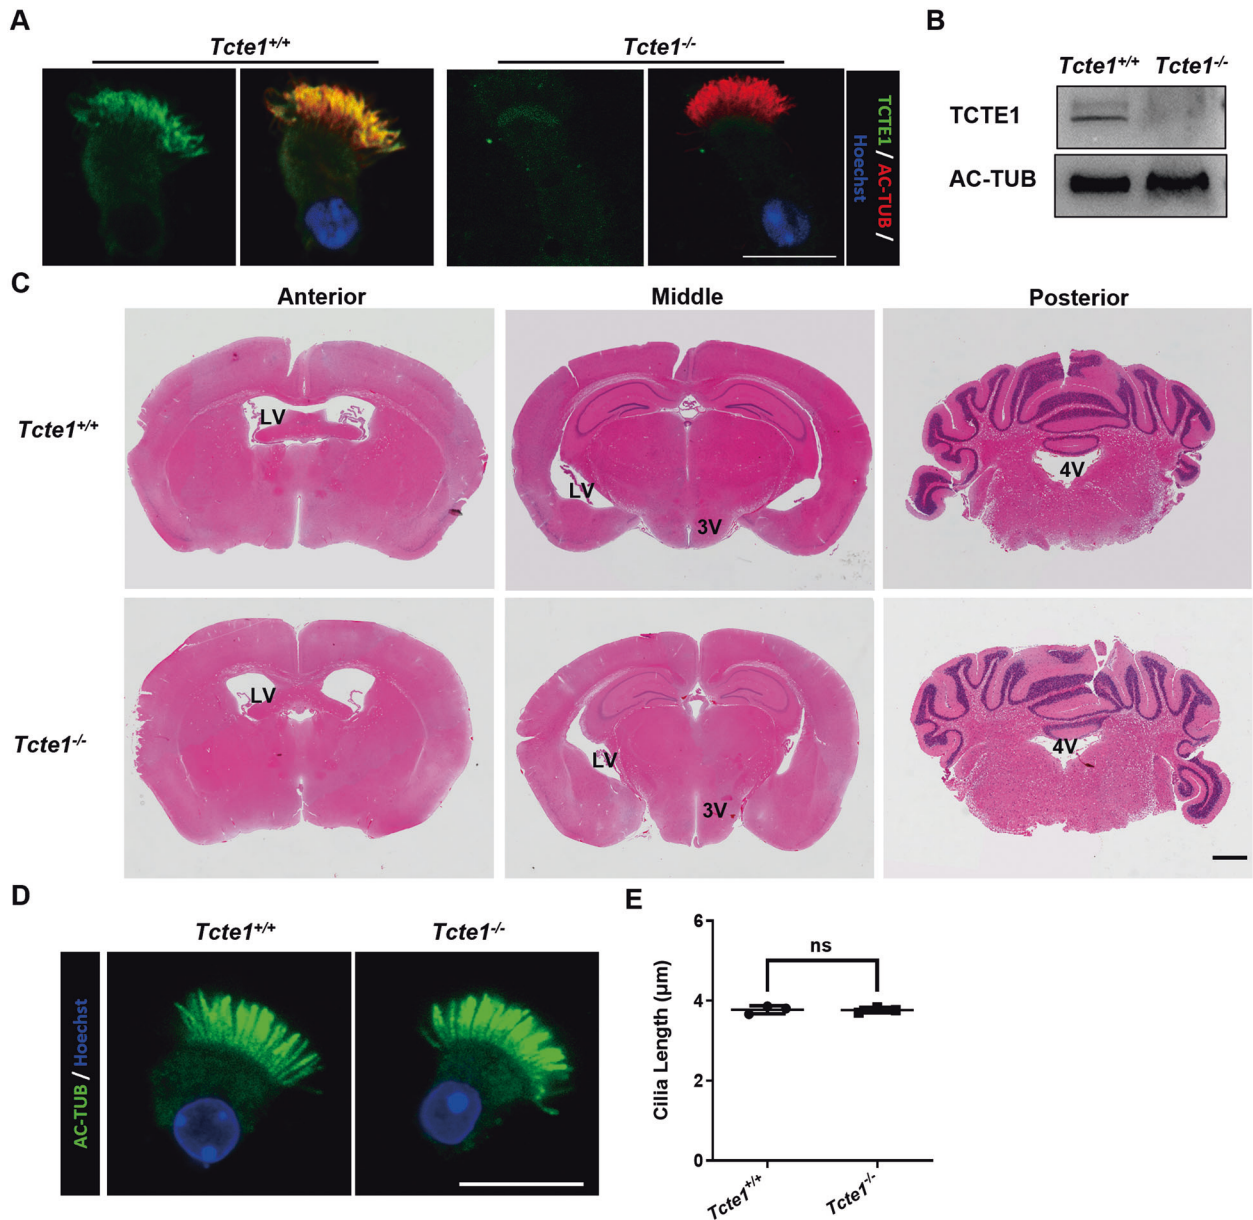 A
Tcte1+/+
Tcte1-/-
TCTE1 / AC-TUB /
Hoechst
B
Tcte1+/+ Tcte1-/-
TCTE1
AC-TUB
C
Anterior
Middle
Posterior
Tcte1+/+
LV
LV
3V
4V
Tcte1-/-
LV
LV
3V
4V
D
Tcte1+/+
Tcte1-/-
AC-TUB / Hoechst
E
Cilia Length (μm)
6
4
2
0
ns
Tcte1+/+
Tcte1-/-